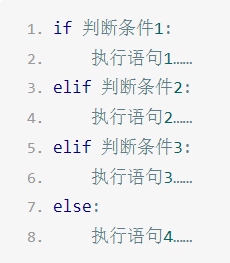 1. if 判断条件1:
2.     执行语句1……
3. elif 判断条件2:
4.     执行语句2……
5. elif 判断条件3:
6.     执行语句3……
7. else:
8.     执行语句4……